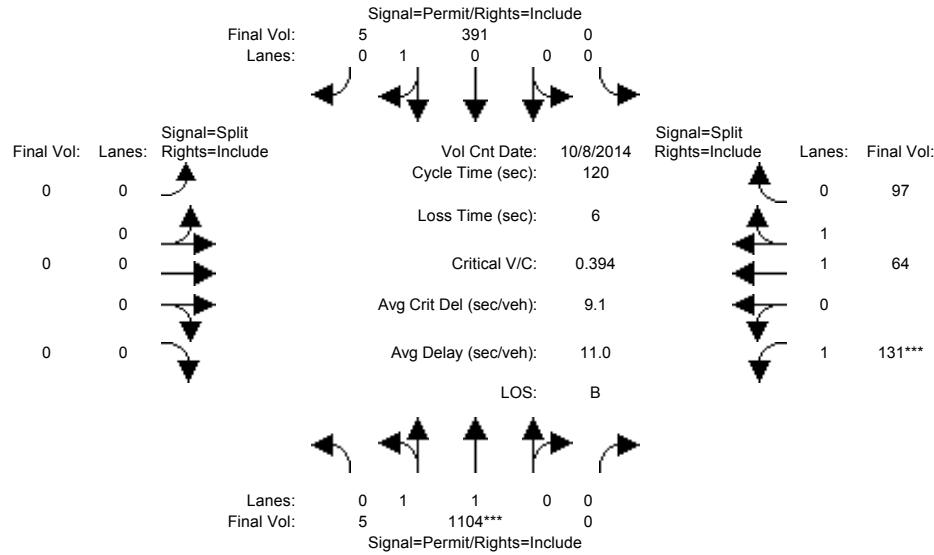 Signal=Permit/Rights=Include
Final Vol: 5 391 0
Lanes: 0 1 0 0 0
Signal=Split Signal=Split
Final Vol: Lanes: Rights=Include Vol Cnt Date: 10/8/2014 Rights=Include Lanes: Final Vol:
Cycle Time (sec): 120
0 0 0 97
Loss Time (sec): 6
0 1
0 0 Critical V/C: 0.394 1 64
0 Avg Crit Del (sec/veh): 9.1 0
0 0 Avg Delay (sec/veh): 11.0 1 131***
LOS: B
Lanes: 0 1 1 0 0
Final Vol: 5 1104*** 0
Signal=Permit/Rights=Include